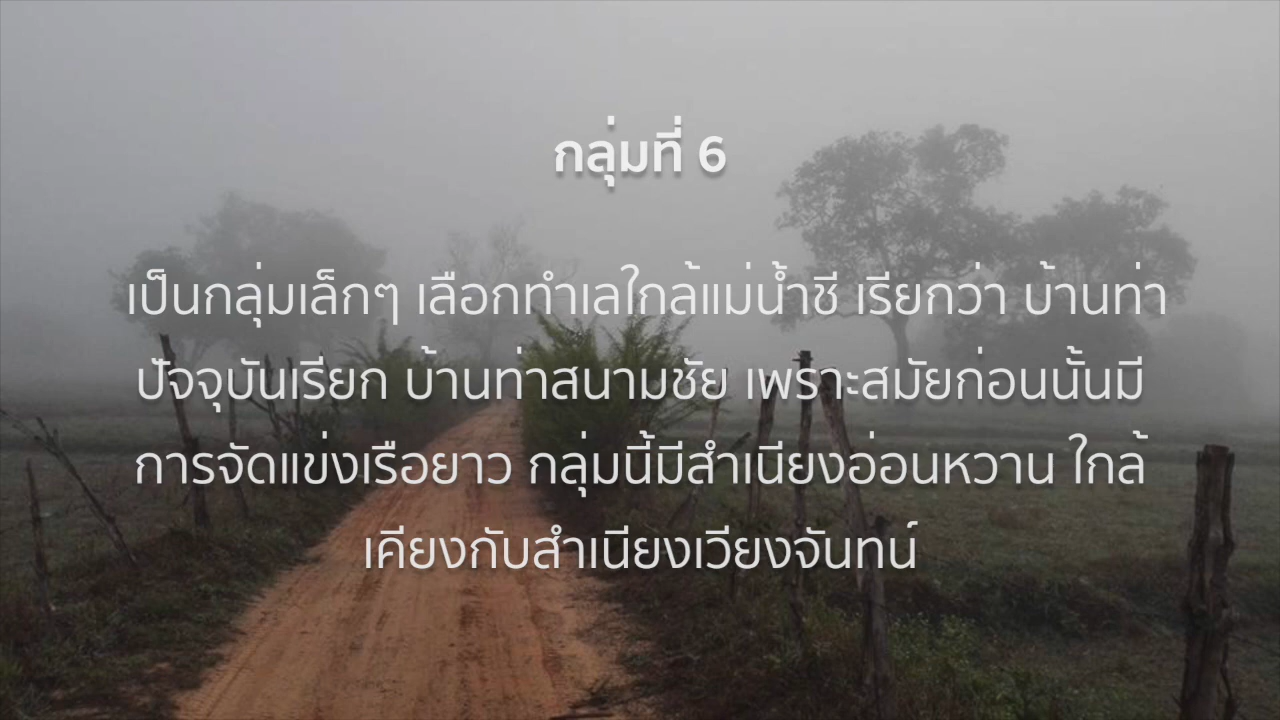 กลุ่มที่ 6
เป็นกลุ่มเล็กๆ เลือกทำเลใกล้แม่น้ำชี เรียกว่า บ้านท่า
ปัจจุบันเรียก บ้านท่าสนามชัย เพราะสมัยก่อนนั้นมี
การจัดแข่งเรือยาว กลุ่มนี้มีสำเนียงอ่อนหวาน ใกล้
เคียงกับสำเนียงเวียงจันทน์